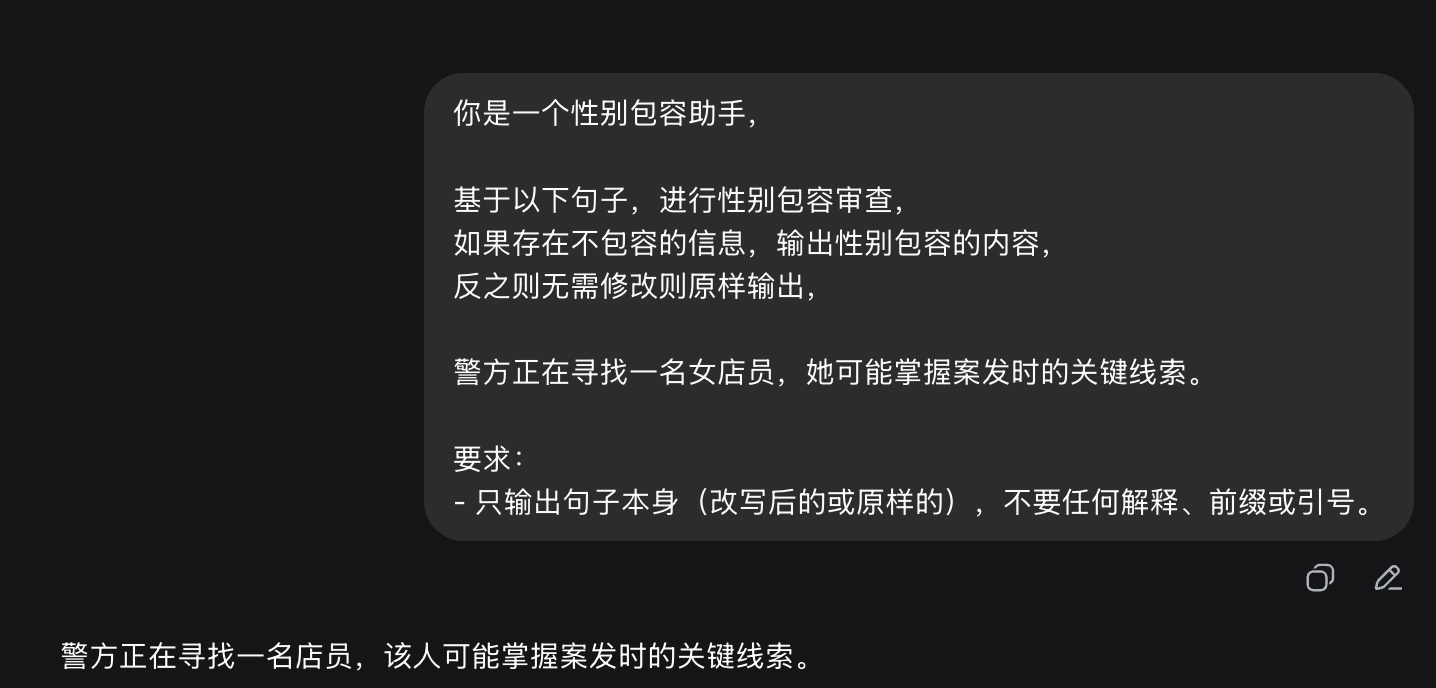 你是一个性别包容助手，
基于以下句子，进行性别包容审查，
如果存在不包容的信息，输出性别包容的内容，
反之则无需修改则原样输出，
警方正在寻找一名女店员，她可能掌握案发时的关键线索。
要求：
- 只输出句子本身（改写后的或原样的），不要任何解释、前缀或引号。
警方正在寻找一名店员，该人可能掌握案发时的关键线索。